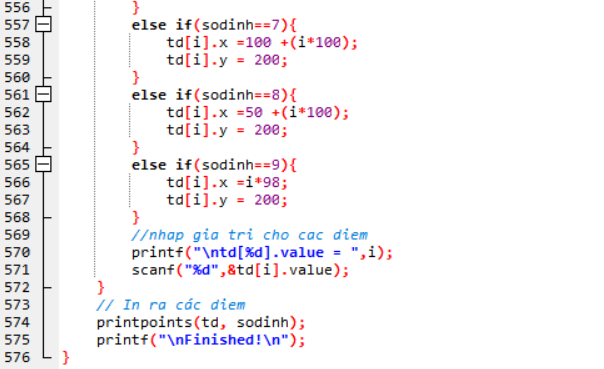 556 }
557 else if(sodinh==7){
558 td[i].x =100 +(i*100);
559 td[i].y = 200;
560 }
561 else if(sodinh==8){
562 td[i].x =50 +(i*100);
563 td[i].y = 200;
564 }
565 else if(sodinh==9){
566 td[i].x =i*98;
567 td[i].y = 200;
568 }
569 //nhap gia tri cho cac diem
570 printf("\ntd[%d].value = ",i);
571 scanf("%d",&td[i].value);
572 }
573 // In ra các diem
574 printpoints(td, sodinh);
575 printf("\nFinished!\n");
576 }